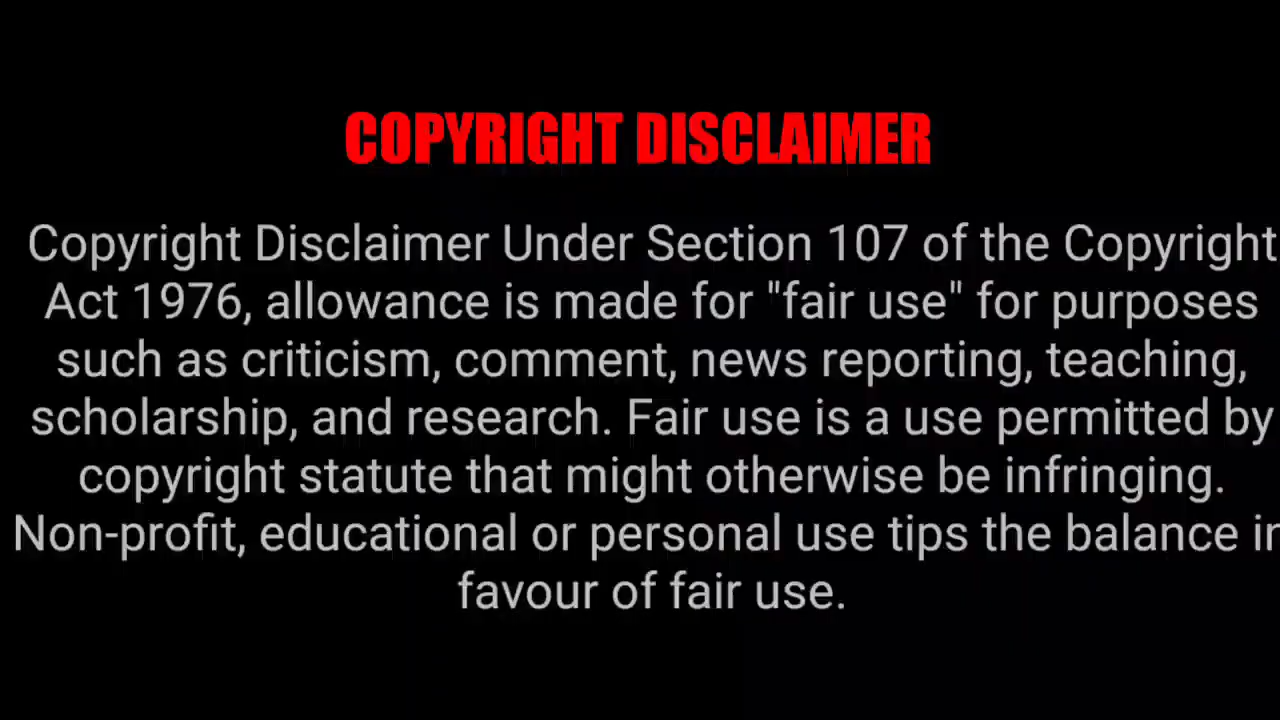 COPYRIGHT DISCLAIMER
Copyright Disclaimer Under Section 107 of the Copyright
Act 1976, allowance is made for "fair use" for purposes
such as criticism, comment, news reporting, teaching,
scholarship, and research. Fair use is a use permitted by
copyright statute that might otherwise be infringing.
Non-profit, educational or personal use tips the balance in
favour of fair use.